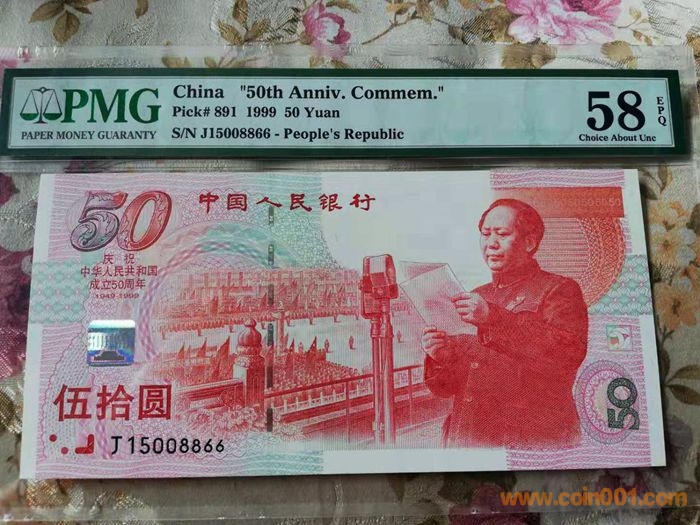 PMG
PAPER MONEY GUARANTY
China "50th Anniv. Commem."
Pick# 891 1999 50 Yuan
S/N J15008866 - People's Republic
58 EPQ
Choice About Unc
50
中国人民银行
庆祝
中华人民共和国
成立50周年
1949-1999
伍拾圆
J15008866
50
www.coin001.com